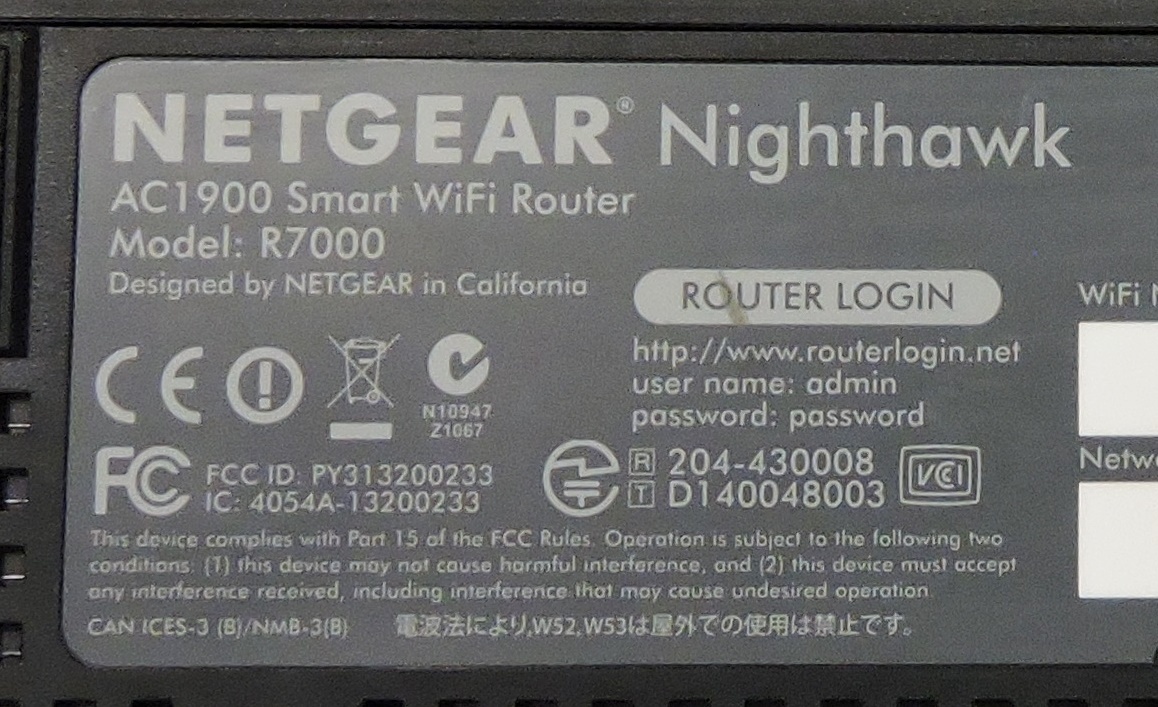 NETGEAR® Nighthawk
AC1900 Smart WiFi Router
Model: R7000
Designed by NETGEAR in California
ROUTER LOGIN
http://www.routerlogin.net
user name: admin
password: password
WiFi
CE
N10947
Z1067
FC
FCC ID: PY313200233
IC: 4054A-13200233
R 204-430008
T D140048003
VCI
Netw
This device complies with Part 15 of the FCC Rules. Operation is subject to the following two
conditions: (1) this device may not cause harmful interference, and (2) this device must accept
any interference received, including interference that may cause undesired operation.
CAN ICES-3 (B)/NMB-3(B) 電波法により,W52,W53は屋外での使用は禁止です。